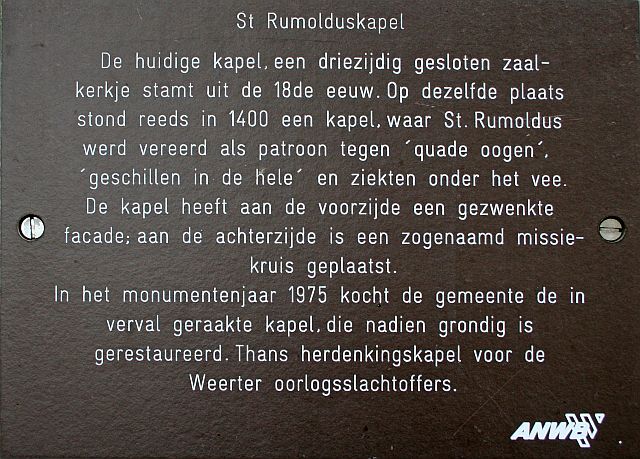 St Rumolduskapel
De huidige kapel, een driezijdig gesloten zaal-
kerkje stamt uit de 18de eeuw. Op dezelfde plaats
stond reeds in 1400 een kapel, waar St. Rumoldus
werd vereerd als patroon tegen ´quade oogen´,
´geschillen in de hele´ en ziekten onder het vee.
De kapel heeft aan de voorzijde een gezwenkte
facade; aan de achterzijde is een zogenaamd missie-
kruis geplaatst.
In het monumentenjaar 1975 kocht de gemeente de in
verval geraakte kapel, die nadien grondig is
gerestaureerd. Thans herdenkingskapel voor de
Weerter oorlogsslachtoffers.
ANWB